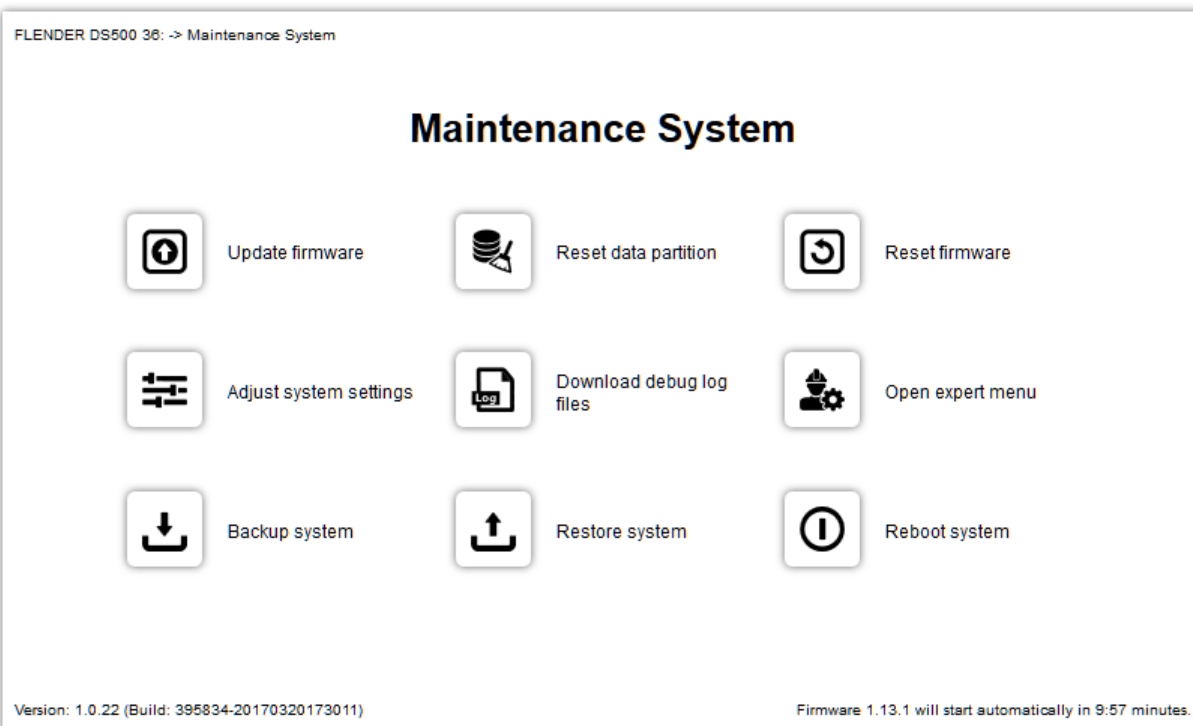 FLENDER DS500 36: -> Maintenance System
Maintenance System
Update firmware
Reset data partition
Reset firmware
Adjust system settings
Log
Download debug log
files
Open expert menu
Backup system
Restore system
Reboot system
Version: 1.0.22 (Build: 395834-20170320173011)
Firmware 1.13.1 will start automatically in 9:57 minutes.